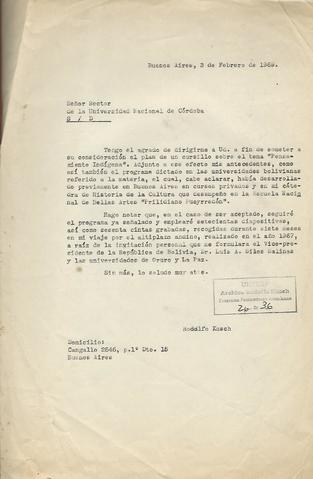 Buenos Aires, 3 de Febrero de 1969.
Señor Rector
de la Universidad Nacional de Córdoba
S / D
Tengo el agrado de dirigirme a Ud. a fin de someter a
su consideración el plan de un cursillo sobre el tema "Pensa-
miento Indígena". Adjunto a ese efecto mis antecedentes, como
así también el programa dictado en las universidades bolivianas
referido a la materia, el cual, cabe aclarar, había desarrolla-
do previamente en Buenos Aires en cursos privados y en mi cáte-
dra de Historia de la Cultura que desempeño en la Escuela Nacio-
nal de Bellas Artes "Prilidiano Pueyrredón".
Hago notar que, en el caso de ser aceptado, seguiré
el programa ya señalado y emplearé setecientas diapositivas,
así como sesenta cintas grabadas, recogidas durante siete meses
en mi viaje por el altiplano andino, realizado en el año 1967,
a raíz de la invitación personal que me formulara el Vice-pre-
sidente de la República de Bolivia, Dr. Luis A. Siles Salinas
y las universidades de Oruro y La Paz.
Sin más, lo saluda muy atte.
Archivo Rodolfo Kusch
36
Rodolfo Kusch
Domicilio:
Cangallo 2646, p.1º Dto. 15
Buenos Aires